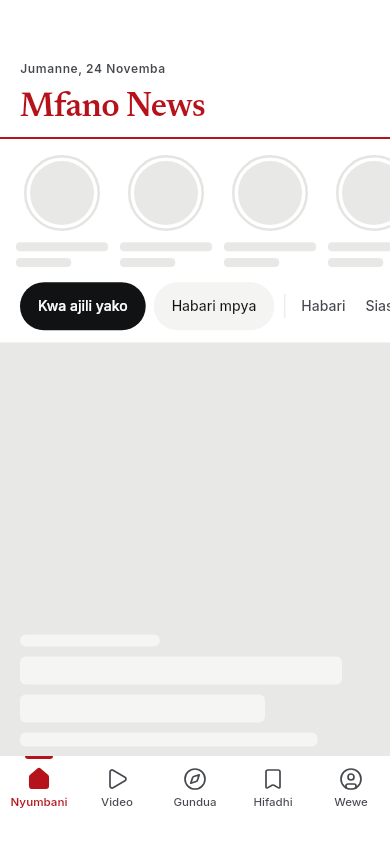 Jumanne, 24 Novemba
Mfano News
Kwa ajili yako
Habari mpya
Habari
Nyumbani
Video
Gundua
Hifadhi
Wewe